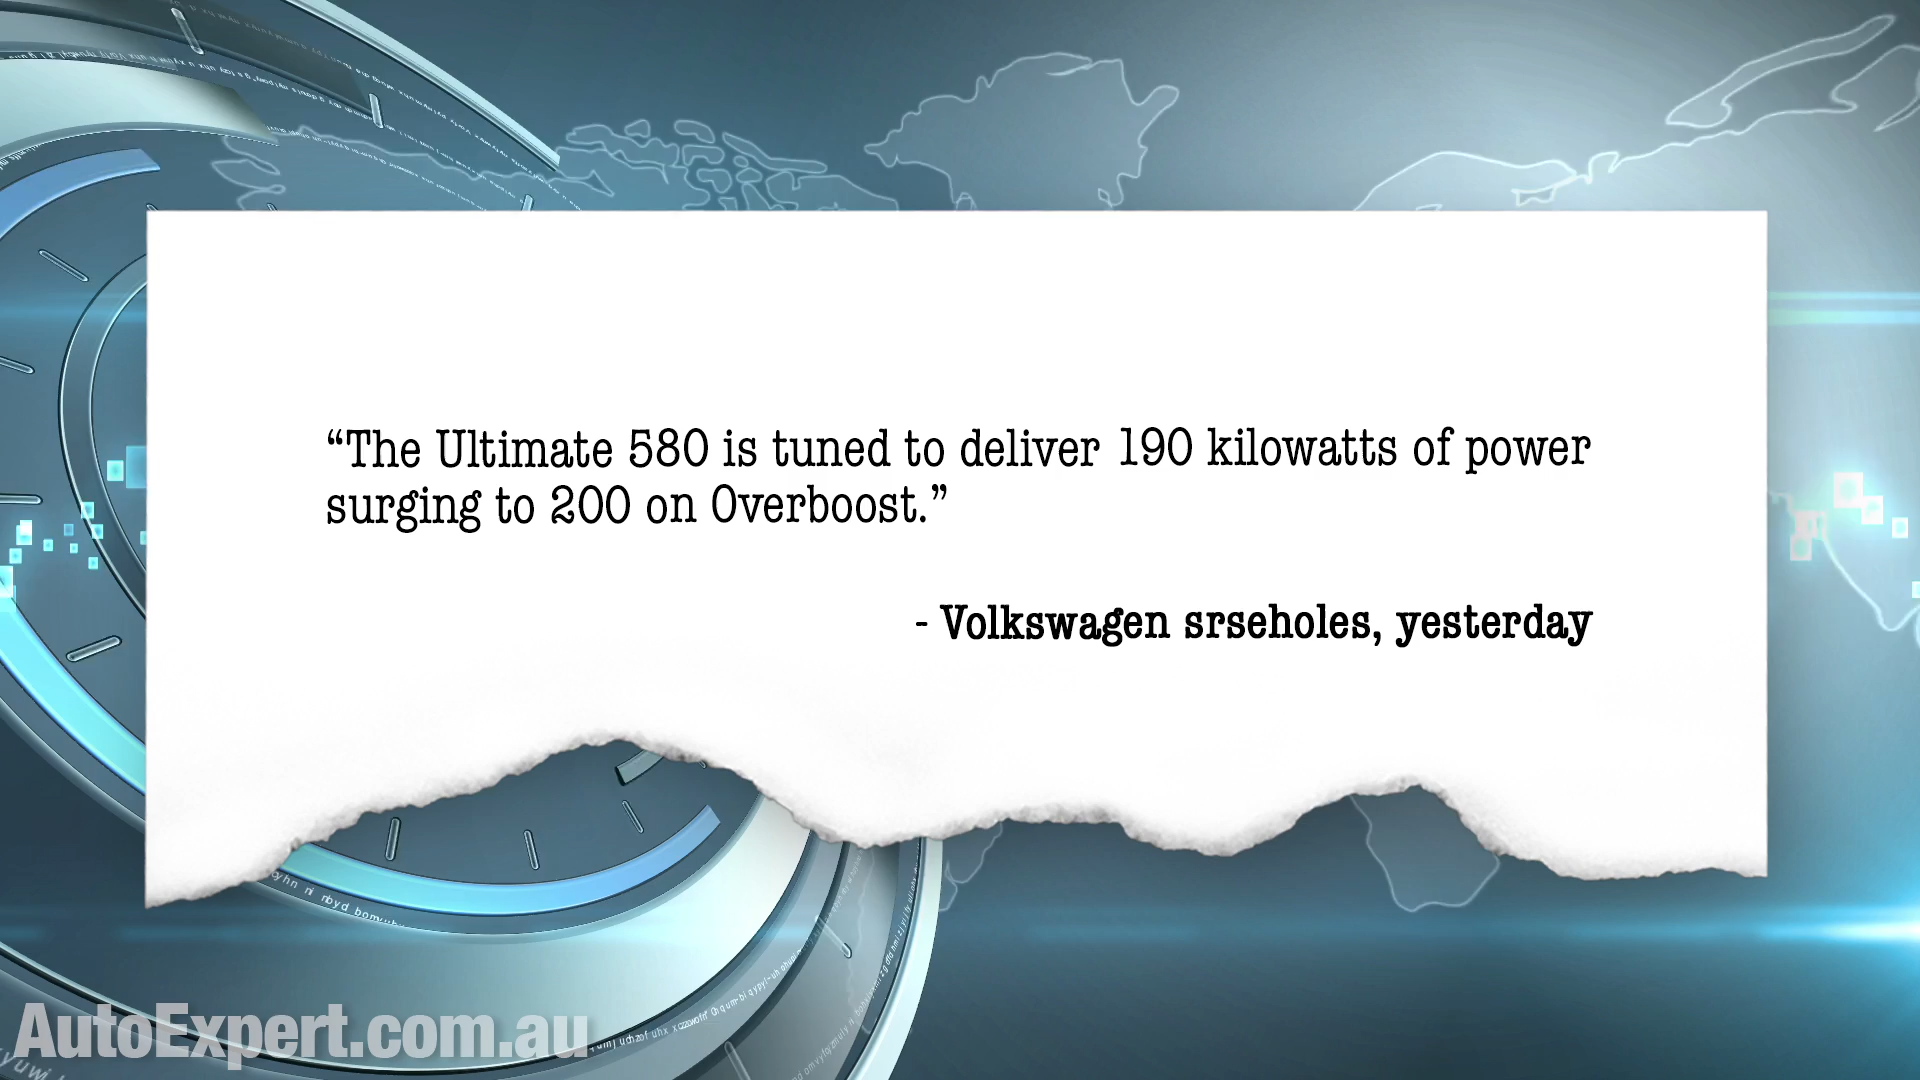 “The Ultimate 580 is tuned to deliver 190 kilowatts of power
surging to 200 on Overboost.”
- Volkswagen srseholes, yesterday
AutoExpert.com.au